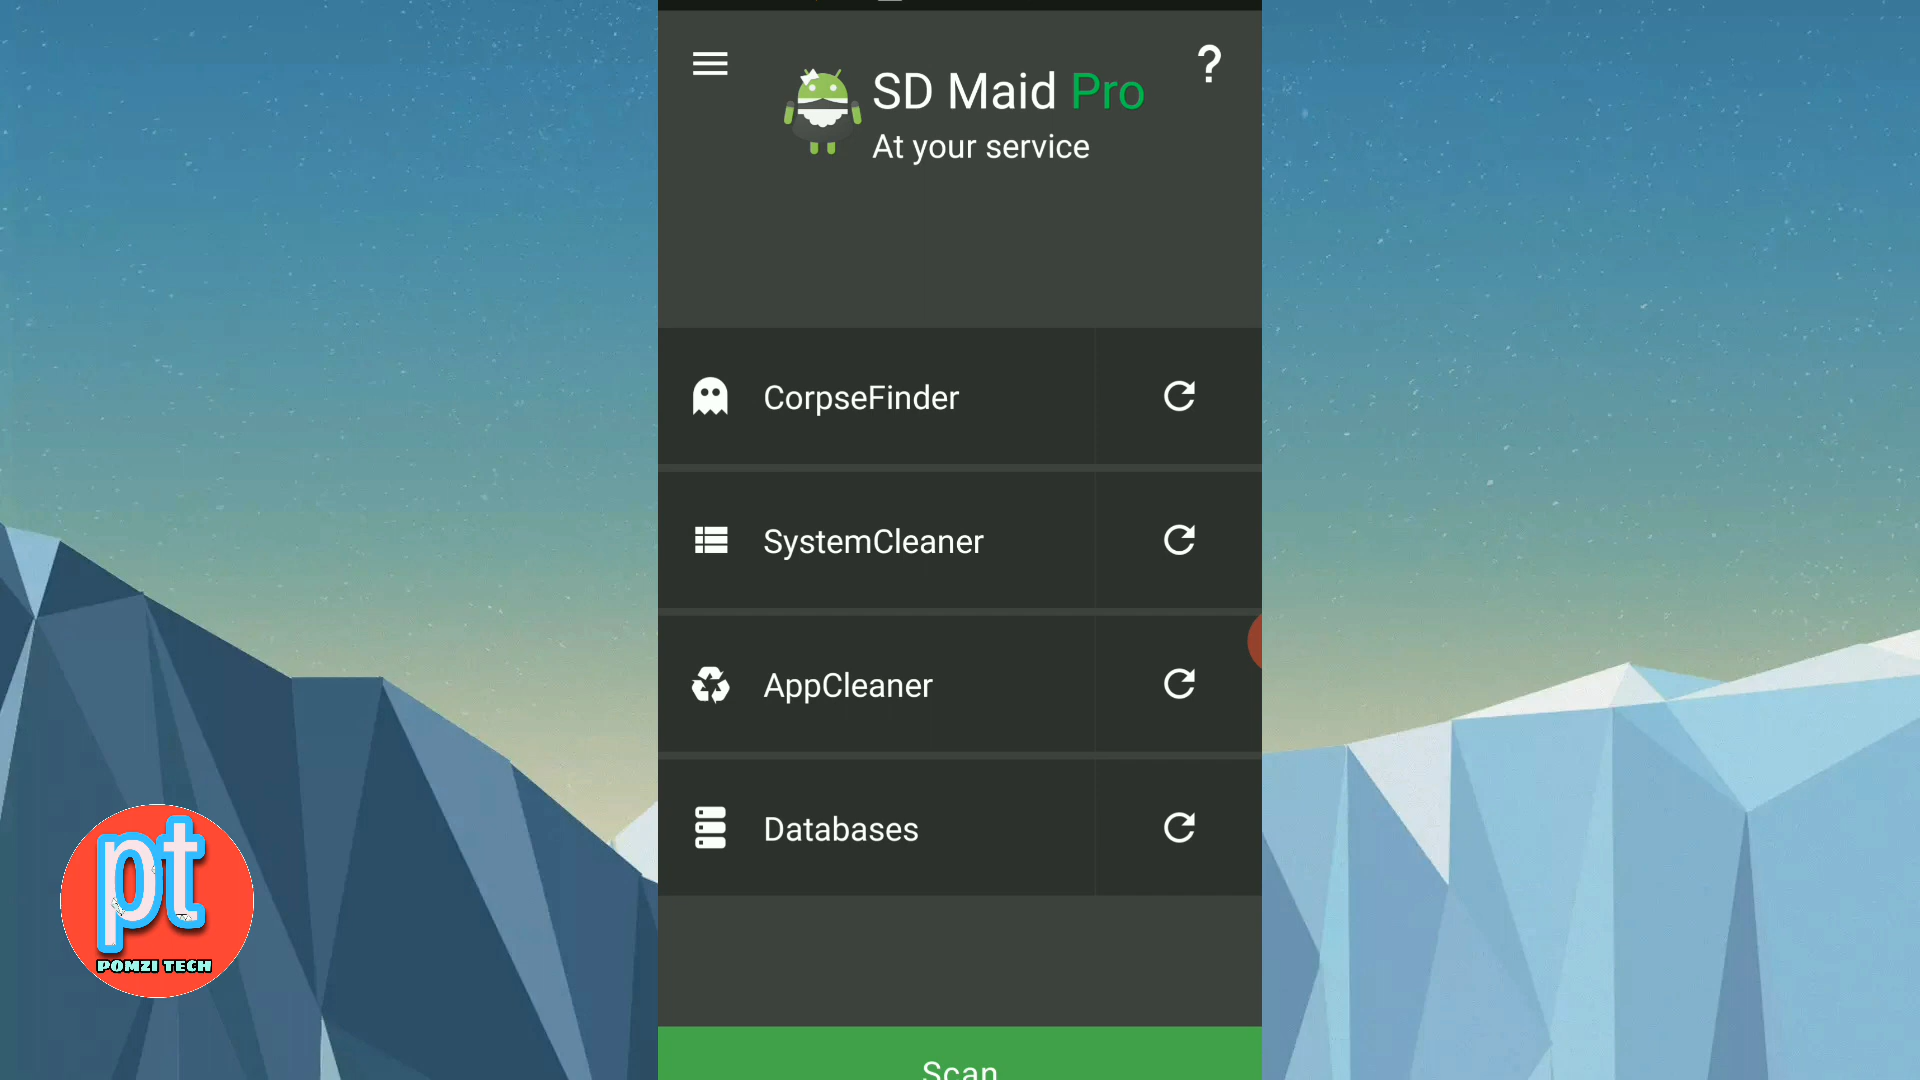 SD Maid Pro
At your service
?
CorpseFinder
SystemCleaner
AppCleaner
Databases
Scan
pt
POMZI TECH